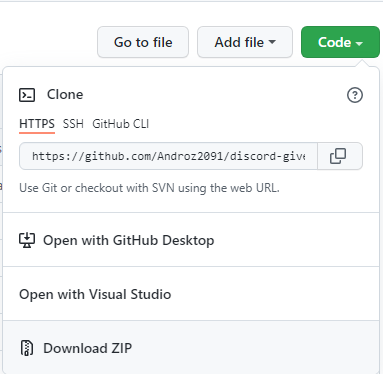 Go to file
Add file
Code
Clone
HTTPS SSH GitHub CLI
https://github.com/Androz2091/discord-give
Use Git or checkout with SVN using the web URL.
Open with GitHub Desktop
Open with Visual Studio
Download ZIP